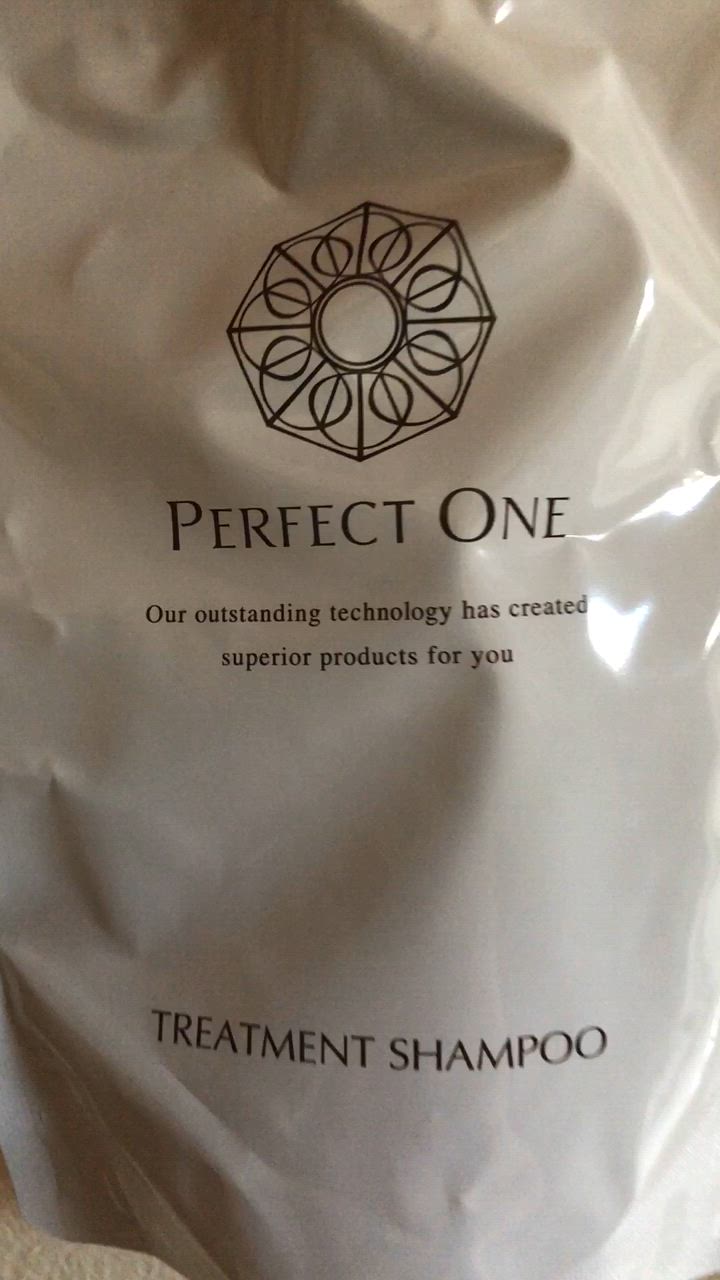 PERFECT ONE
Our outstanding technology has created
superior products for you
TREATMENT SHAMPOO